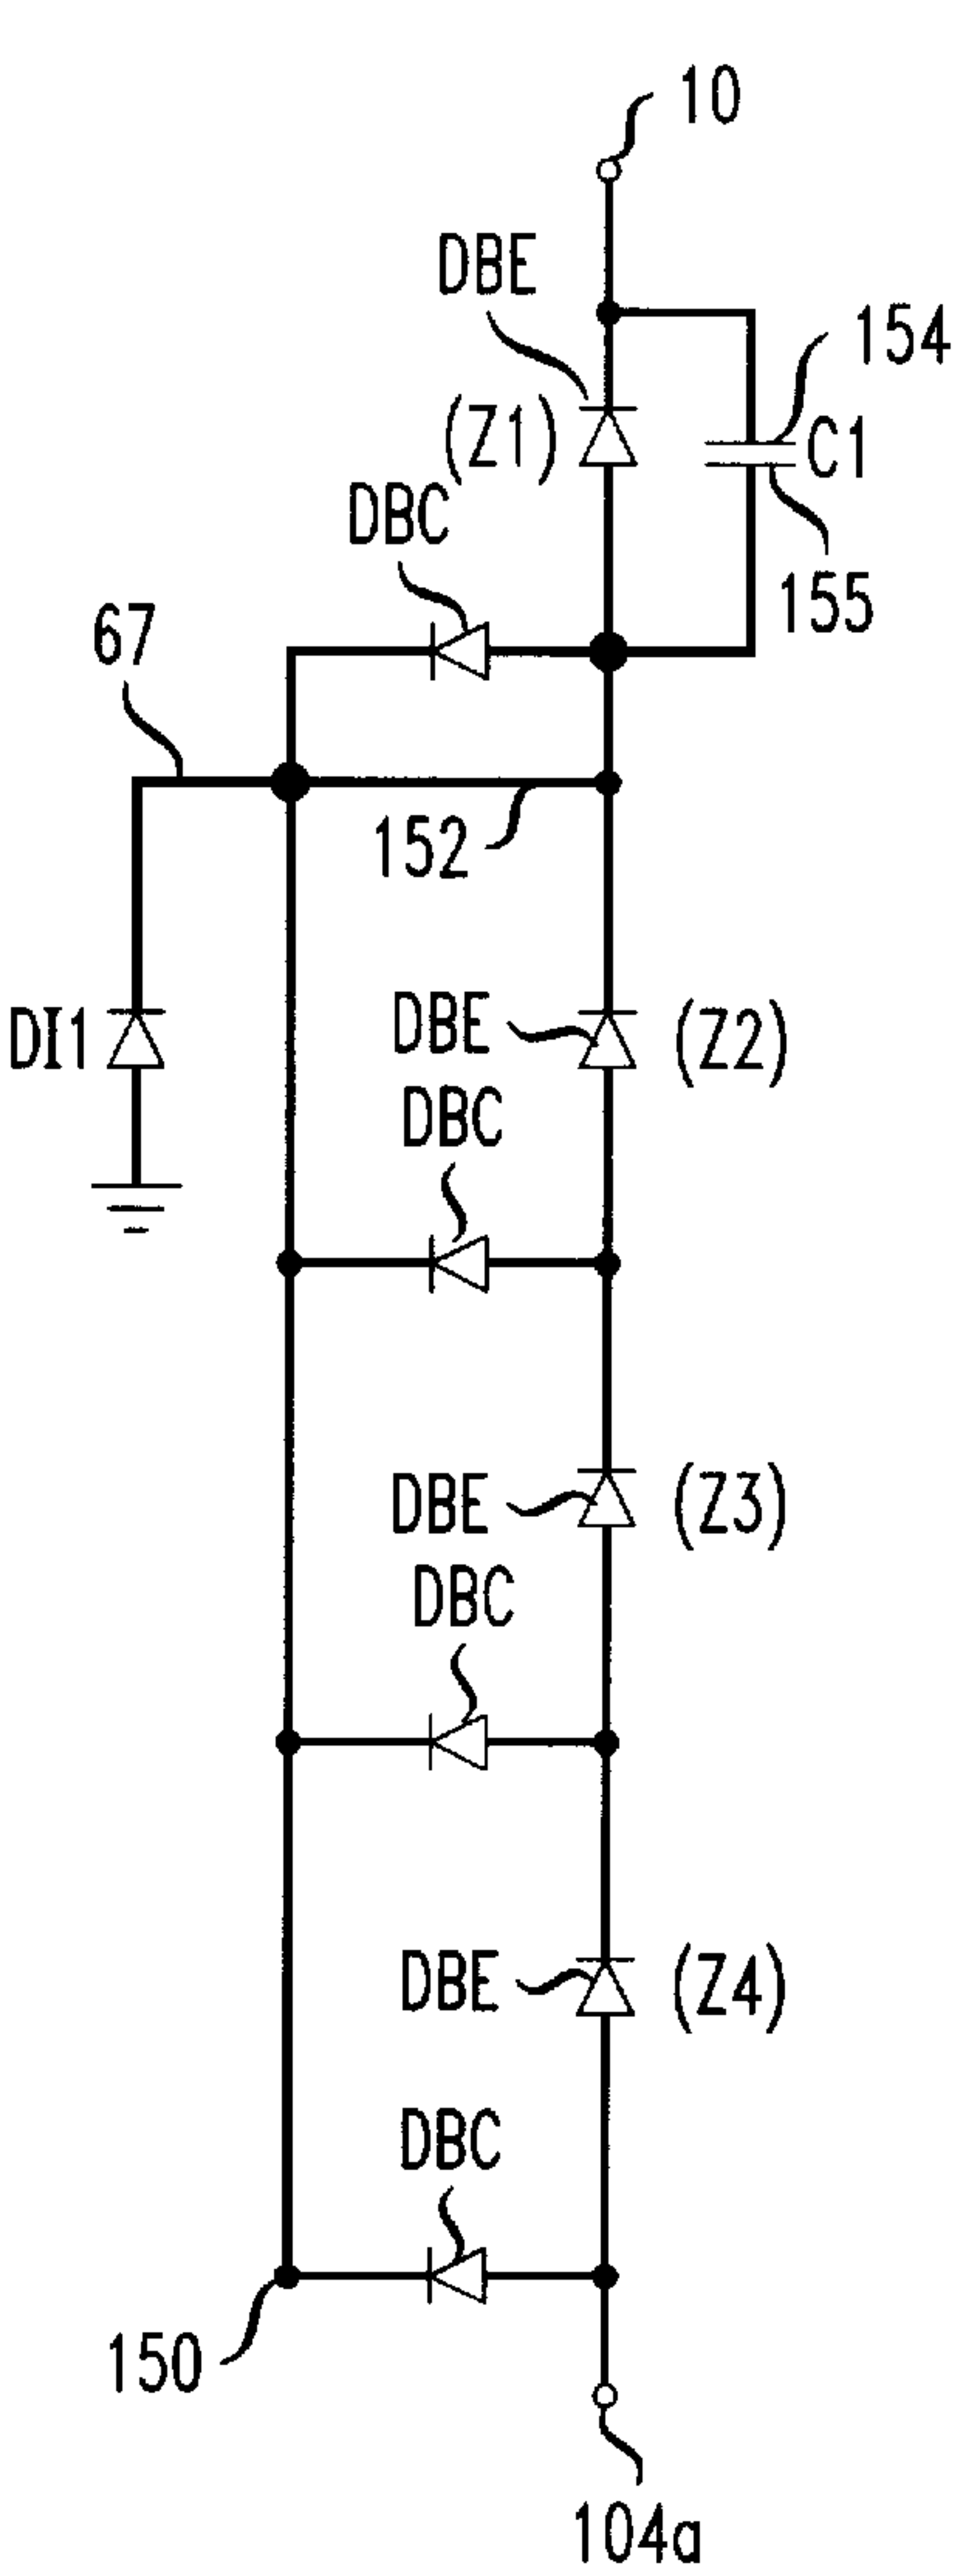 10
DBE
154
(Z1)
C1
DBC
155
67
152
DBE
(Z2)
DI1
DBC
DBE
(Z3)
DBC
DBE
(Z4)
DBC
150
104a